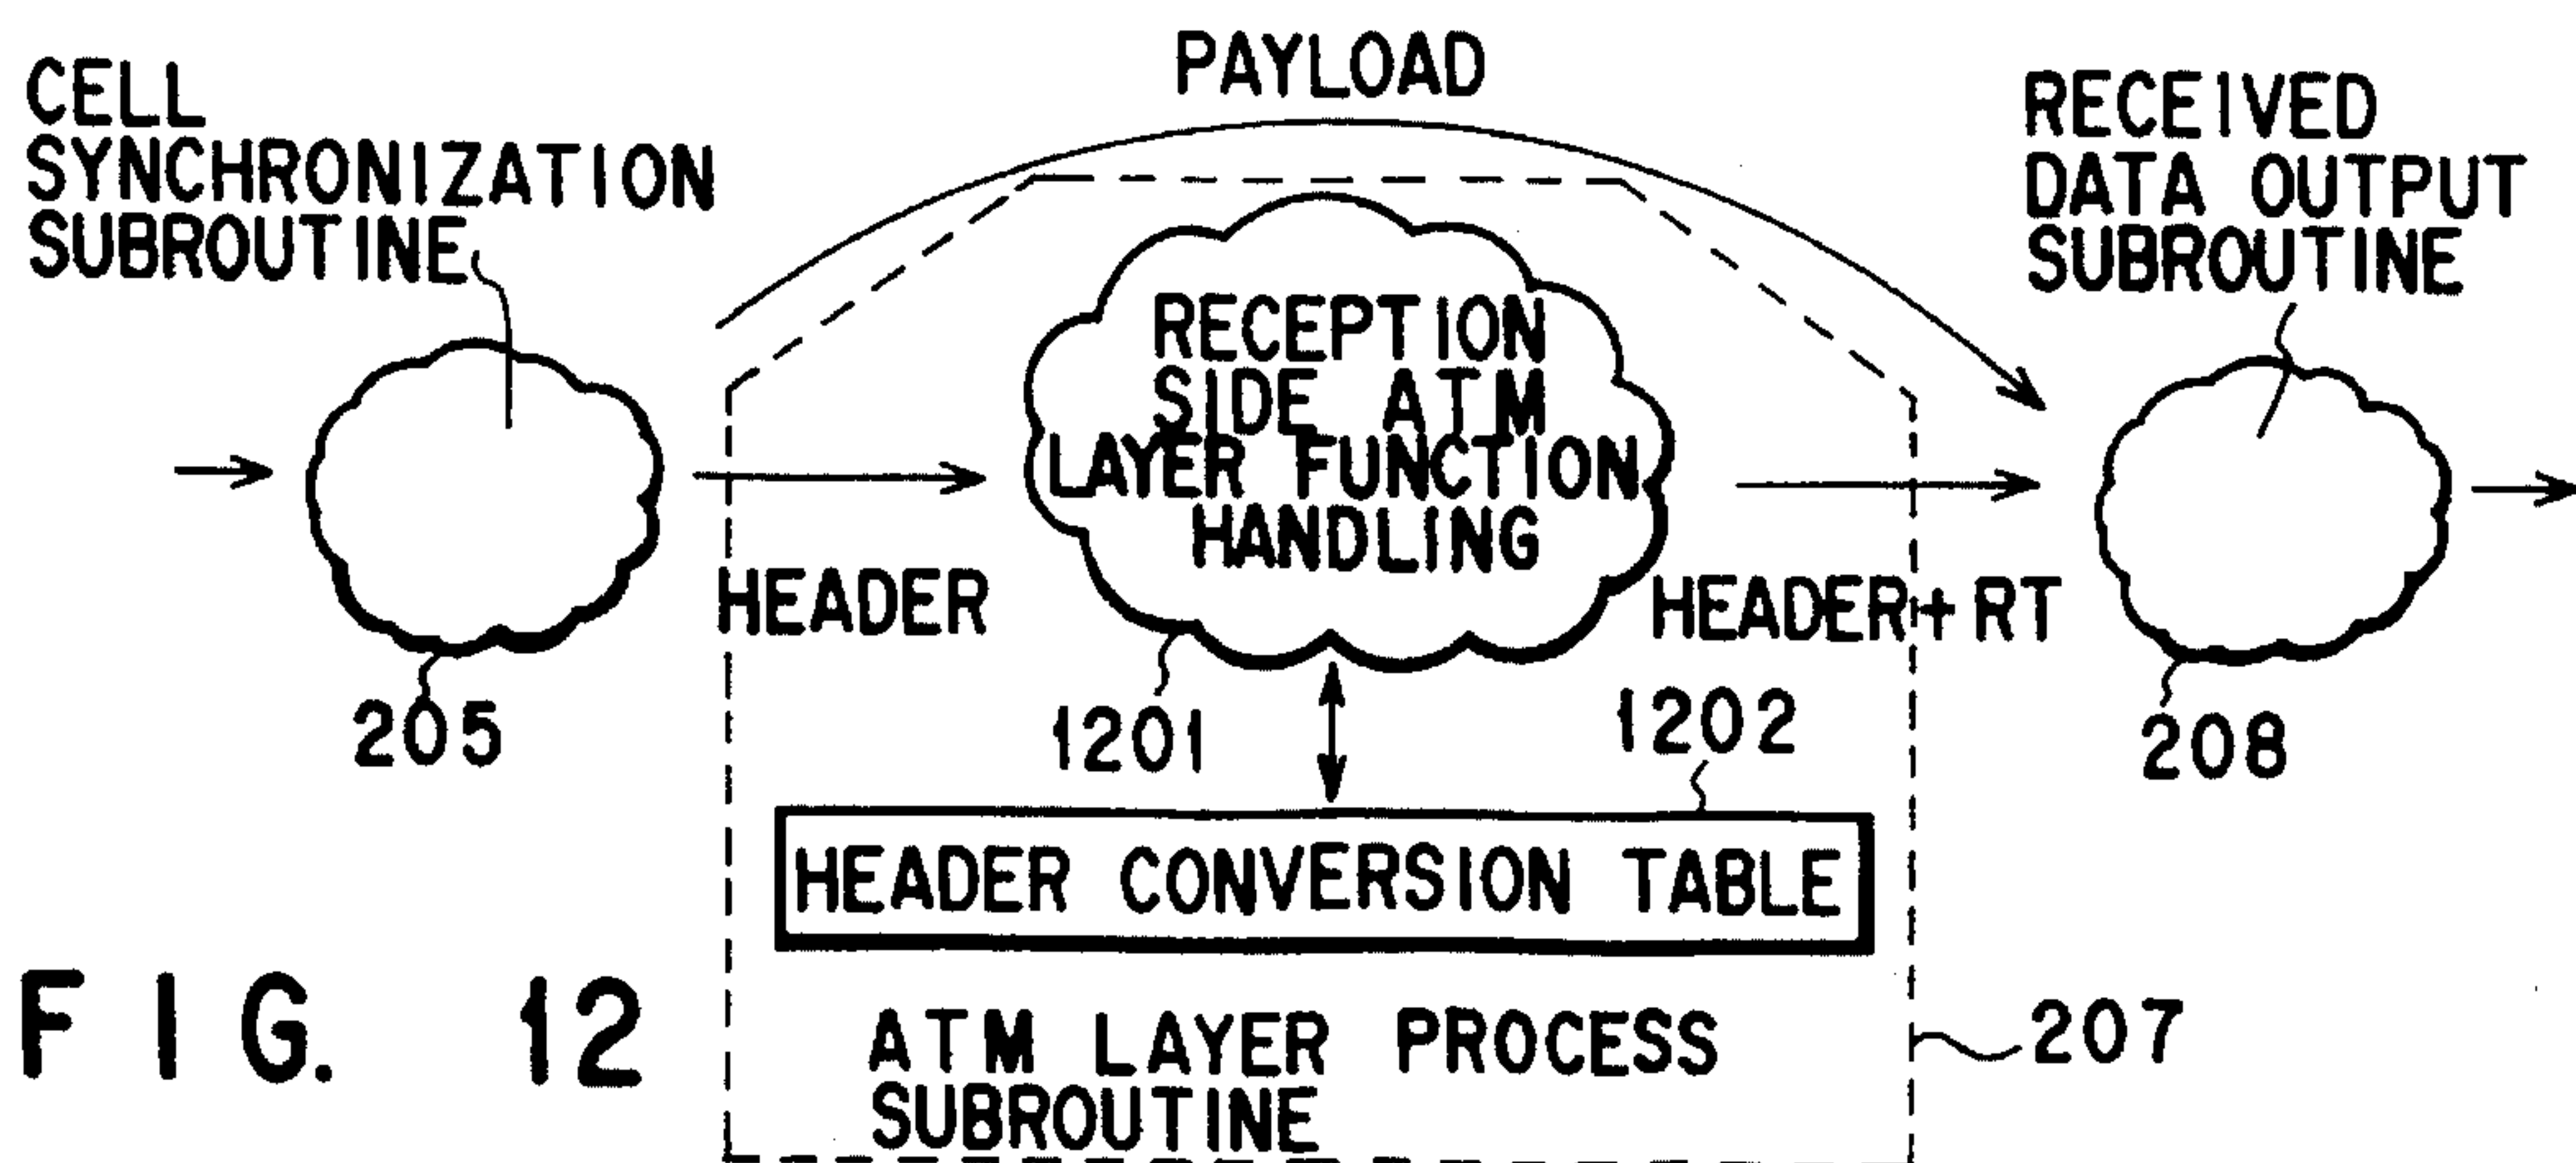 PAYLOAD
CELL
SYNCHRONIZATION
SUBROUTINE
RECEIVED
DATA OUTPUT
SUBROUTINE
RECEPTION
SIDE ATM
LAYER FUNCTION
HANDLING
HEADER
HEADER + RT
205
1201
1202
208
HEADER CONVERSION TABLE
ATM LAYER PROCESS
SUBROUTINE
207
FIG. 12